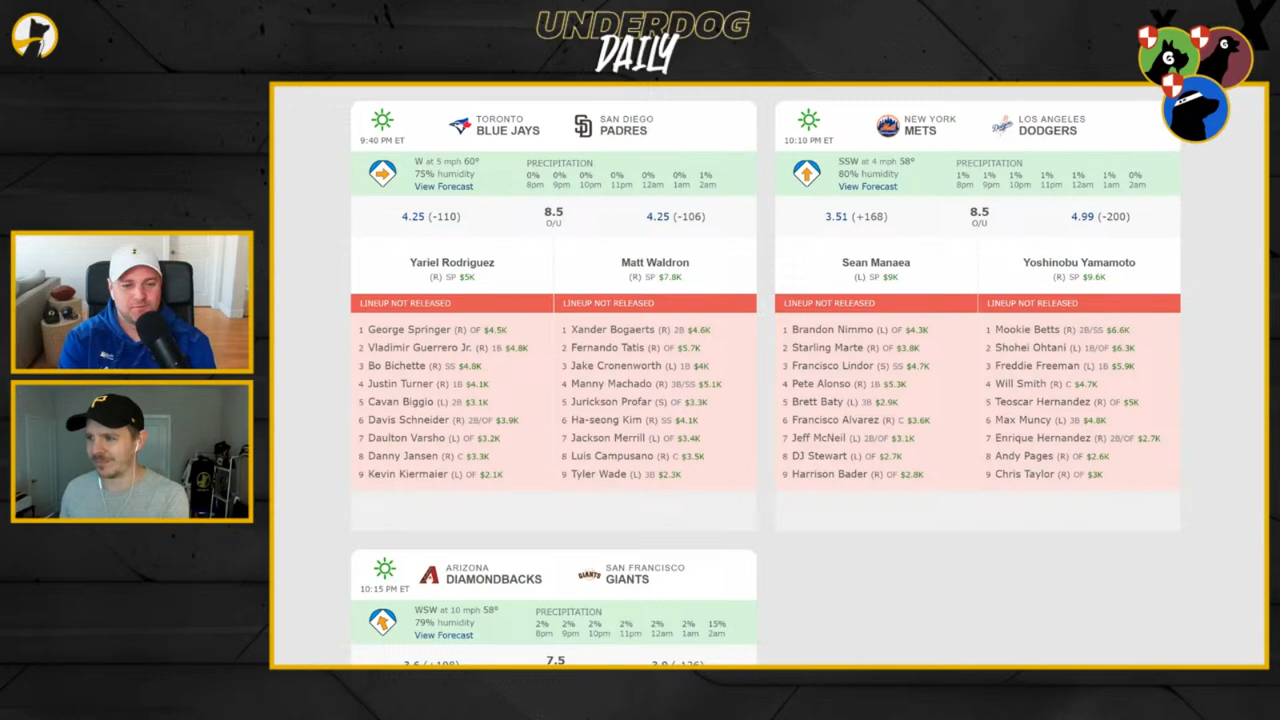 UNDERDOG
DAILY
9:40 PM ET
TORONTO
BLUE JAYS
SAN DIEGO
PADRES
W at 5 mph 60°
75% humidity
View Forecast
PRECIPITATION
0% 0% 0% 0% 0% 0% 1%
8pm 9pm 10pm 11pm 12am 1am 2am
4.25 (-110) 8.5 4.25 (-106)
O/U
Yariel Rodriguez Matt Waldron
(R) SP $5K (R) SP $7.8K
LINEUP NOT RELEASED LINEUP NOT RELEASED
1 George Springer (R) OF $4.5K 1 Xander Bogaerts (R) 2B $4.6K
2 Vladimir Guerrero Jr. (R) 1B $4.8K 2 Fernando Tatis (R) OF $5.7K
3 Bo Bichette (R) SS $4.8K 3 Jake Cronenworth (L) 1B $4K
4 Justin Turner (R) 1B $4.1K 4 Manny Machado (R) 3B/SS $5.1K
5 Cavan Biggio (L) 2B $3.1K 5 Jurickson Profar (S) OF $3.3K
6 Davis Schneider (R) 2B/OF $3.9K 6 Ha-seong Kim (R) SS $4.1K
7 Daulton Varsho (L) OF $3.2K 7 Jackson Merrill (L) OF $3.4K
8 Danny Jansen (R) C $3.3K 8 Luis Campusano (R) C $3.5K
9 Kevin Kiermaier (L) OF $2.1K 9 Tyler Wade (L) 3B $2.3K
10:10 PM ET
NEW YORK
METS
LOS ANGELES
DODGERS
SSW at 4 mph 58°
80% humidity
View Forecast
PRECIPITATION
1% 1% 1% 1% 1% 1% 0%
8pm 9pm 10pm 11pm 12am 1am 2am
3.51 (+168) 8.5 4.99 (-200)
O/U
Sean Manaea Yoshinobu Yamamoto
(L) SP $9K (R) SP $9.6K
LINEUP NOT RELEASED LINEUP NOT RELEASED
1 Brandon Nimmo (L) OF $4.3K 1 Mookie Betts (R) 2B/SS $6.6K
2 Starling Marte (R) OF $3.8K 2 Shohei Ohtani (L) 1B/OF $6.3K
3 Francisco Lindor (S) SS $4.7K 3 Freddie Freeman (L) 1B $5.9K
4 Pete Alonso (R) 1B $5.3K 4 Will Smith (R) C $4.7K
5 Brett Baty (L) 3B $2.9K 5 Teoscar Hernandez (R) OF $5K
6 Francisco Alvarez (R) C $3.6K 6 Max Muncy (L) 3B $4.8K
7 Jeff McNeil (L) 2B/OF $3.1K 7 Enrique Hernandez (R) 2B/OF $2.7K
8 DJ Stewart (L) OF $2.7K 8 Andy Pages (R) OF $2.6K
9 Harrison Bader (R) OF $2.8K 9 Chris Taylor (R) OF $3K
10:15 PM ET
ARIZONA
DIAMONDBACKS
SAN FRANCISCO
GIANTS
WSW at 10 mph 58°
79% humidity
View Forecast
PRECIPITATION
2% 2% 2% 2% 2% 2% 15%
8pm 9pm 10pm 11pm 12am 1am 2am
7.5